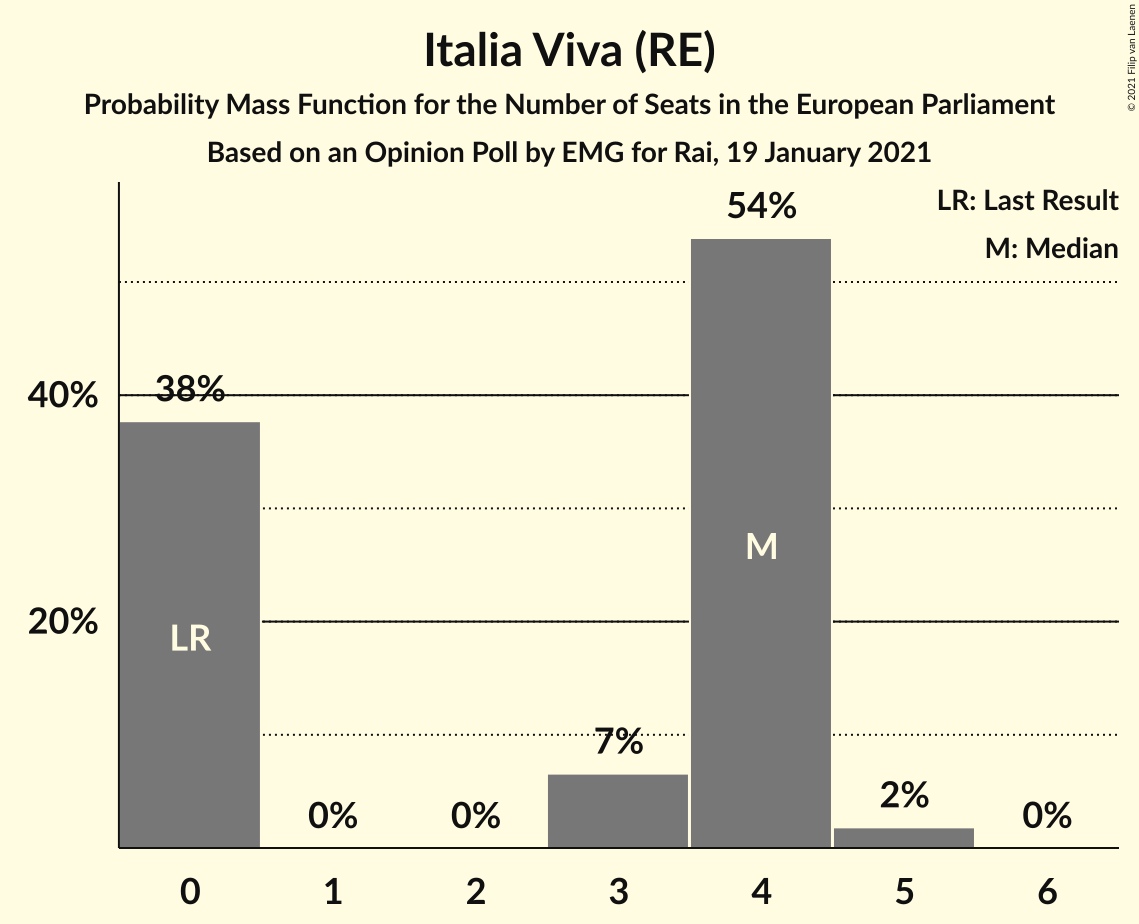 Italia Viva (RE)
Probability Mass Function for the Number of Seats in the European Parliament
Based on an Opinion Poll by EMG for Rai, 19 January 2021
© 2021 Filip van Laenen
LR: Last Result
M: Median
40%
20%
38%
0%
0%
7%
54%
2%
0%
LR
M
0 1 2 3 4 5 6